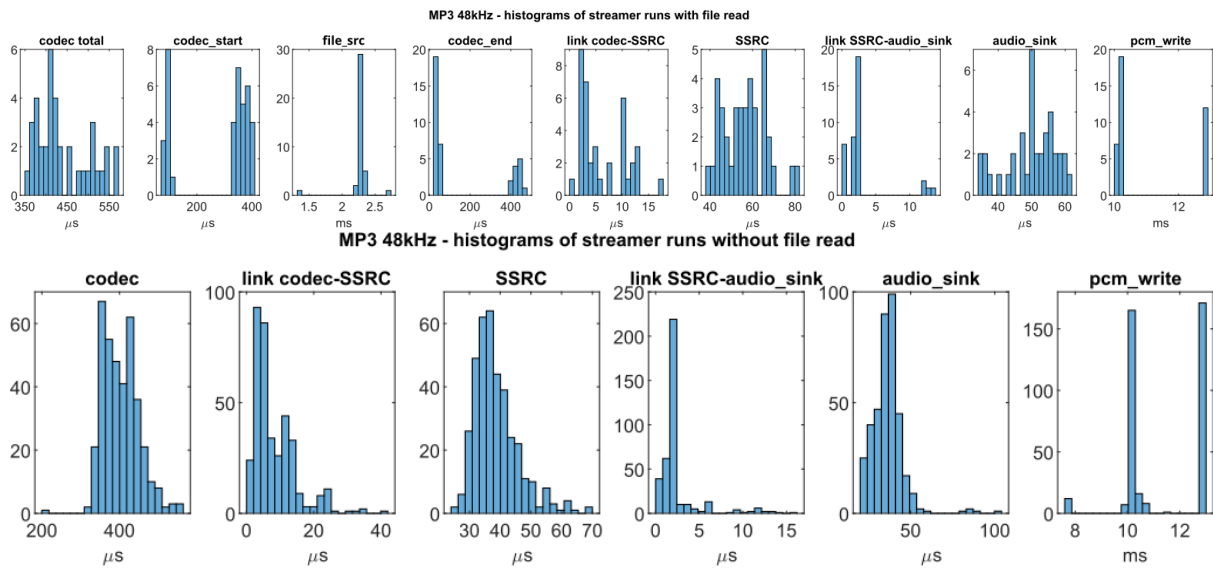 MP3 48kHz - histograms of streamer runs with file read
codec total codec_start file_src codec_end link codec-SSRC SSRC link SSRC-audio_sink audio_sink pcm_write
6 8 30 20 9 5 20 6 20
4 6 20 15 8 4 15 4 15
2 4 10 10 6 3 10 2 10
0 2 0 5 4 2 5 0 5
0 0 2 1 0 0
0 0
350 450 550 200 400 1.5 2 2.5 0 200 400 0 5 10 15 40 60 80 0 5 10 40 50 60 10 12
μs μs ms μs μs μs μs μs ms
MP3 48kHz - histograms of streamer runs without file read
codec link codec-SSRC SSRC link SSRC-audio_sink audio_sink pcm_write
60 100 60 250 100 150
40 50 40 200 50 100
20 0 20 150 0 50
0 0 100 0
50
0
200 400 0 20 40 30 40 50 60 70 0 5 10 15 50 100 8 10 12
μs μs μs μs μs ms